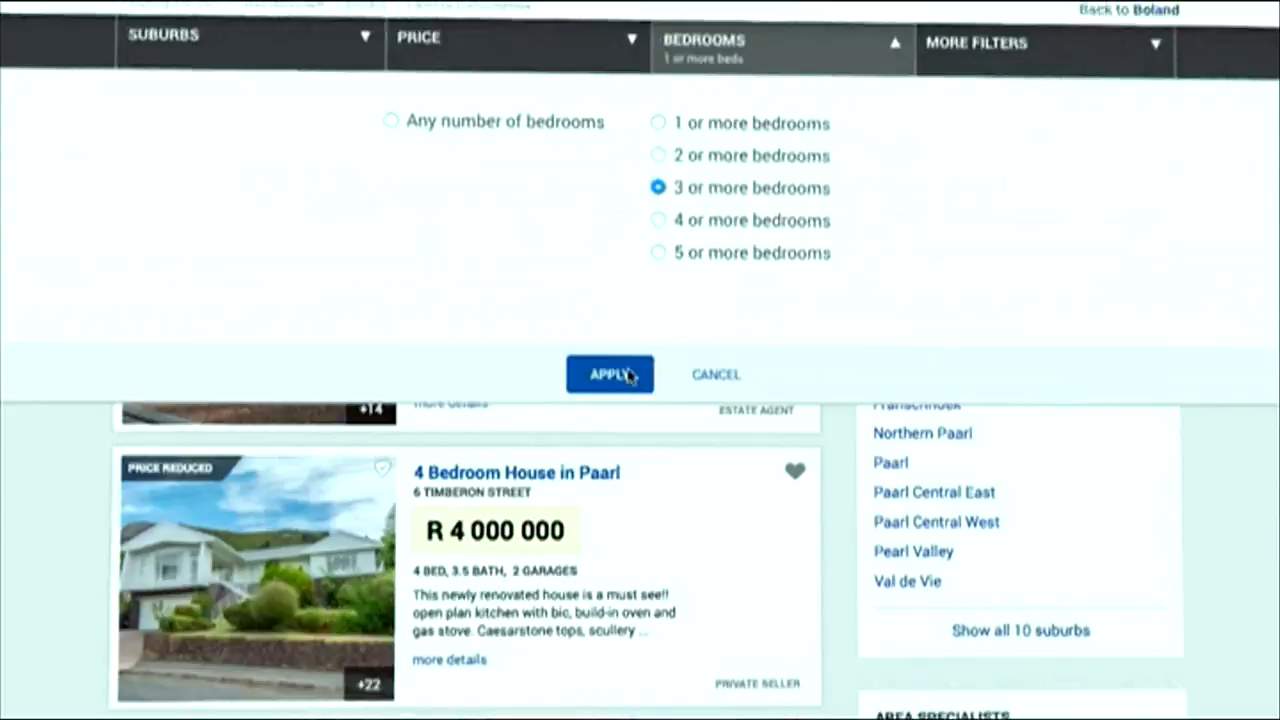 Back to Boland
SUBURBS
PRICE
BEDROOMS
1 or more beds
MORE FILTERS
Any number of bedrooms
1 or more bedrooms
2 or more bedrooms
3 or more bedrooms
4 or more bedrooms
5 or more bedrooms
APPLY
CANCEL
+14
more details
ESTATE AGENT
Franschhoek
Northern Paarl
Paarl
Paarl Central East
Paarl Central West
Pearl Valley
Val de Vie
Show all 10 suburbs
PRICE REDUCED
4 Bedroom House in Paarl
6 TIMBERON STREET
R 4 000 000
4 BED, 3.5 BATH, 2 GARAGES
This newly renovated house is a must see!!
open plan kitchen with bic, build-in oven and
gas stove. Caesarstone tops, scullery ...
more details
+22
PRIVATE SELLER
AREA SPECIALISTS